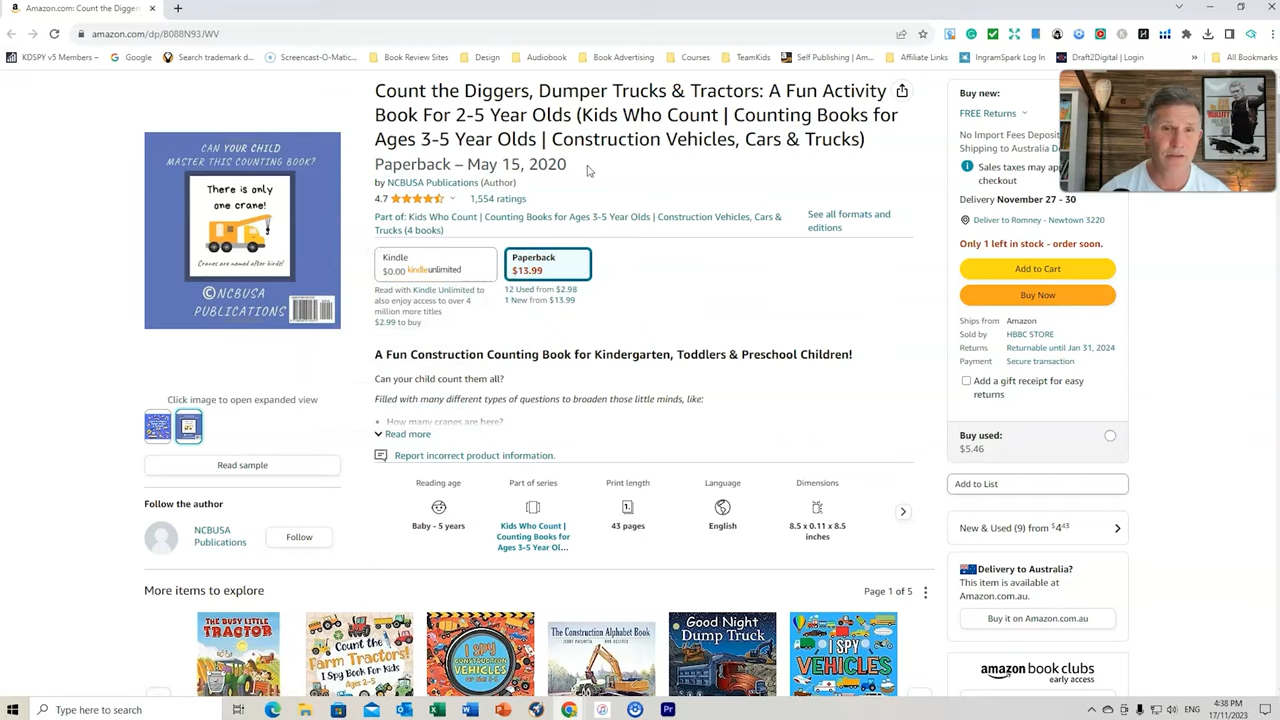 Amazon.com: Count the Digger
amazon.com/dp/B088N93JWV
KDSPY v5 Members –
Google
Search trademark d...
Screencast-O-Matic...
Book Review Sites
Design
Audiobook
Book Advertising
Courses
TeamKids
Self Publishing | Am...
Affiliate Links
IngramSpark Log In
Draft2Digital | Login
All Bookmarks
Count the Diggers, Dumper Trucks & Tractors: A Fun Activity
Book For 2-5 Year Olds (Kids Who Count | Counting Books for
Ages 3-5 Year Olds | Construction Vehicles, Cars & Trucks)
Paperback – May 15, 2020
by NCBUSA Publications (Author)
4.7
1,554 ratings
Part of: Kids Who Count | Counting Books for Ages 3-5 Year Olds | Construction Vehicles, Cars &
Trucks (4 books)
See all formats and
editions
Kindle
$0.00 kindleunlimited
Read with Kindle Unlimited to
also enjoy access to over 4
million more titles
$2.99 to buy
Paperback
$13.99
12 Used from $2.98
1 New from $13.99
A Fun Construction Counting Book for Kindergarten, Toddlers & Preschool Children!
Can your child count them all?
Filled with many different types of questions to broaden those little minds, like:
How many cranes are here?
Read more
Report incorrect product information.
Reading age
Baby - 5 years
Part of series
Kids Who Count |
Counting Books for
Ages 3-5 Year Ol...
Print length
1.
43 pages
Language
English
Dimensions
8.5 x 0.11 x 8.5
inches
CAN YOUR CHILD
MASTER THIS COUNTING BOOK?
There is only
one crane!
Cranes are named after birds!
©NCBUSA
PUBLICATIONS
Click image to open expanded view
Read sample
Follow the author
NCBUSA
Publications
Follow
More items to explore
Page 1 of 5
THE BUSY LITTLE
TRACTOR
Count the
Farm Tractors!
I Spy Book For Kids
Ages 2-5
I SPY
CONSTRUCTION
VEHICLES
The Construction Alphabet Book
Good Night
Dump Truck
I SPY
VEHICLES
Buy new:
FREE Returns
No Import Fees Deposit
Shipping to Australia D
Sales taxes may ap
checkout
Delivery November 27 - 30
Deliver to Romney - Newtown 3220
Only 1 left in stock - order soon.
Add to Cart
Buy Now
Ships from Amazon
Sold by HBBC STORE
Returns Returnable until Jan 31, 2024
Payment Secure transaction
Add a gift receipt for easy
returns
Buy used:
$5.46
Add to List
New & Used (9) from $4.43
Delivery to Australia?
This item is available at
Amazon.com.au.
Buy it on Amazon.com.au
amazon book clubs
early access
Type here to search
ENG
4:38 PM
17/11/2023